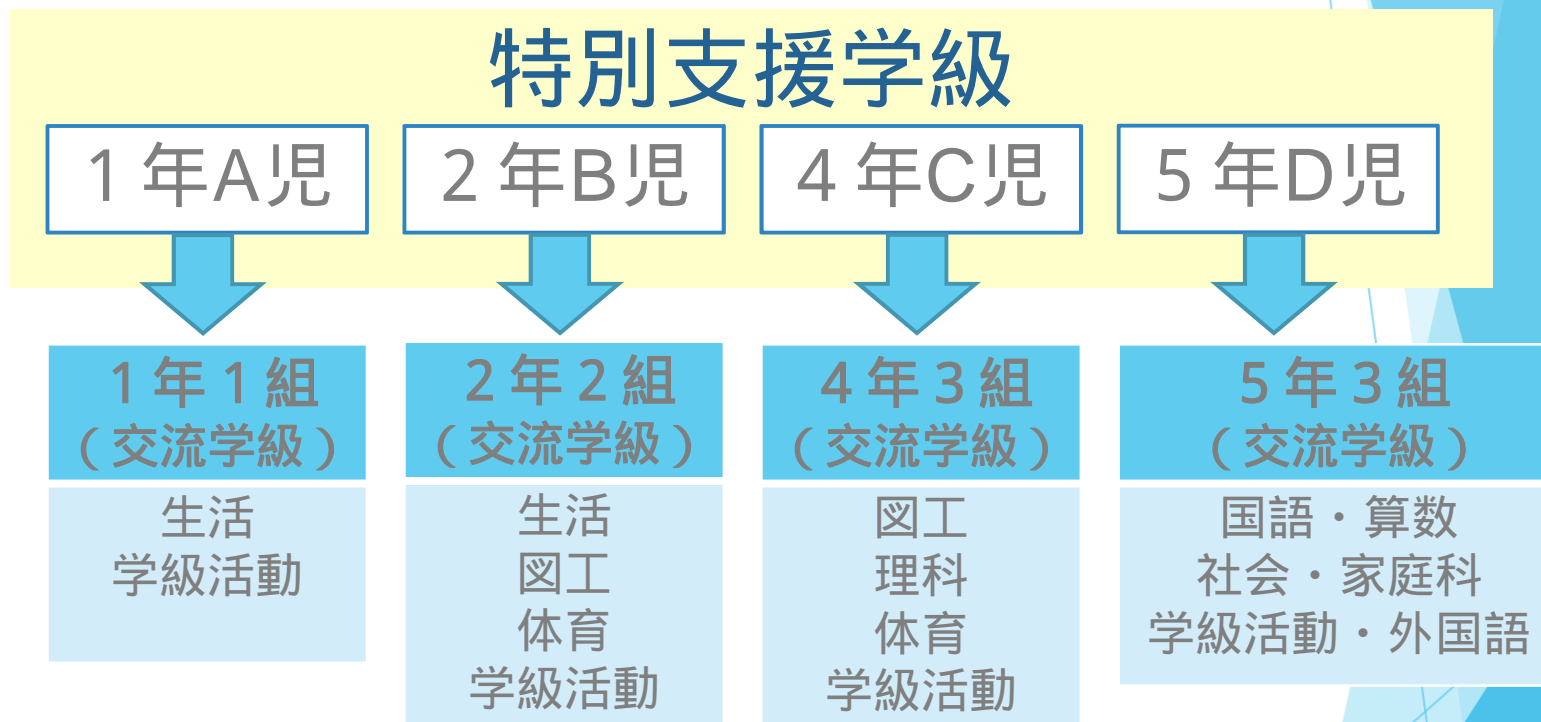 特別支援学級
1年A児
2年B児
4年C児
5年D児
1年1組
(交流学級)
生活
学級活動
2年2組
(交流学級)
生活
図工
体育
学級活動
4年3組
(交流学級)
図工
理科
体育
学級活動
5年3組
(交流学級)
国語・算数
社会・家庭科
学級活動・外国語